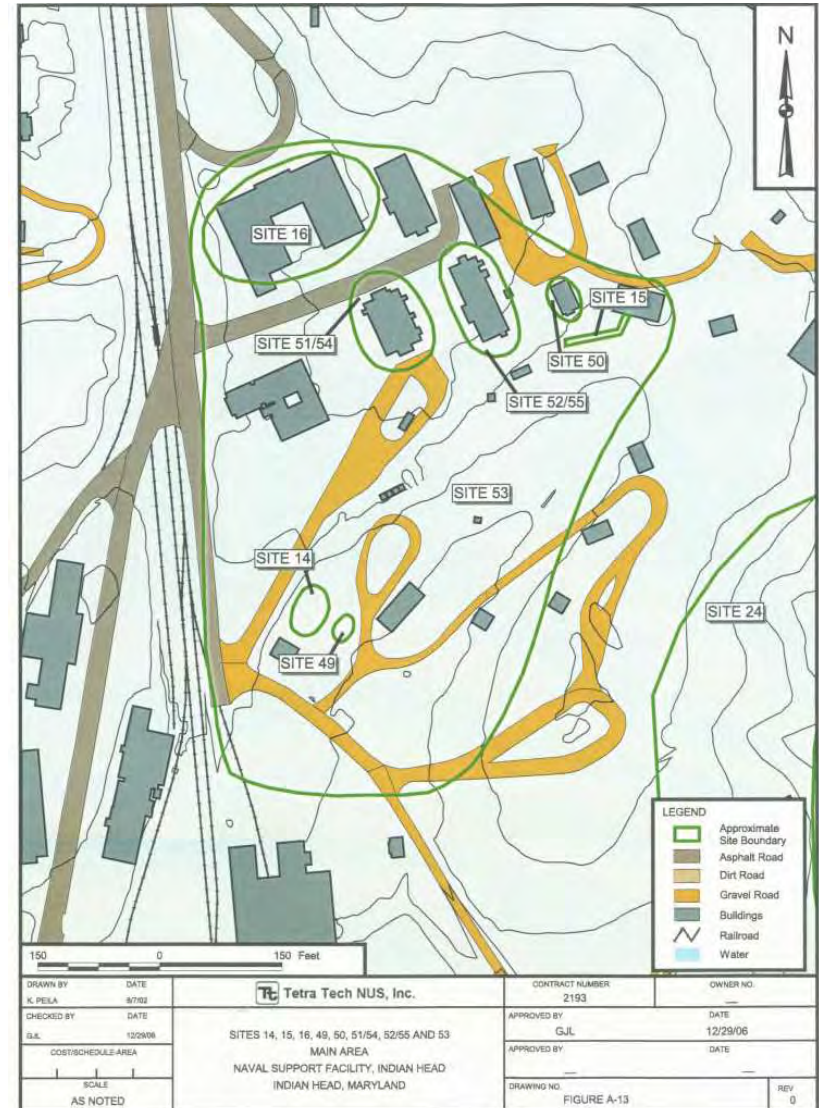 N
SITE 16
SITE 15
SITE 51/54
SITE 50
SITE 52/55
SITE 53
SITE 14
SITE 24
SITE 49
LEGEND
Approximate
Site Boundary
Asphalt Road
Dirt Road
Gravel Road
Buildings
Railroad
Water
150 0 150 Feet
DRAWN BY DATE
K. PEILA 8/7/02
CHECKED BY DATE
GJL 12/29/06
COST/SCHEDULE-AREA
SCALE
AS NOTED
Tt Tetra Tech NUS, Inc.
SITES 14, 15, 16, 49, 50, 51/54, 52/55 AND 53
MAIN AREA
NAVAL SUPPORT FACILITY, INDIAN HEAD
INDIAN HEAD, MARYLAND
CONTRACT NUMBER
2193
OWNER NO.
APPROVED BY DATE
GJL 12/29/06
APPROVED BY DATE
DRAWING NO.
FIGURE A-13
REV
0